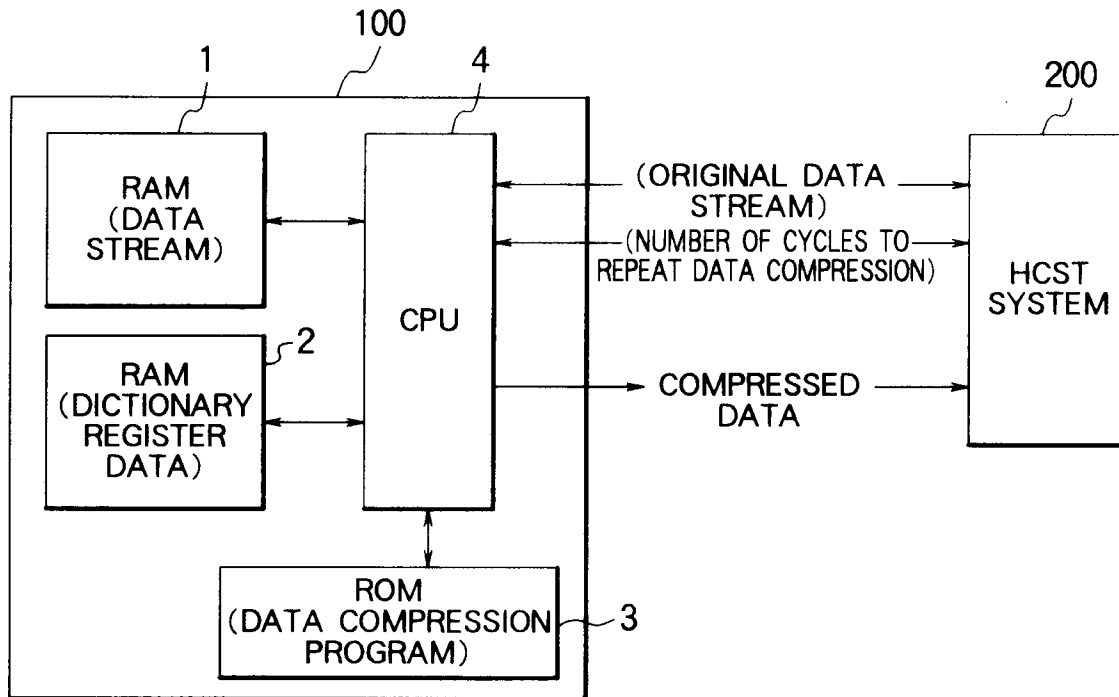 100
1
4
200
RAM
(DATA
STREAM)
CPU
(ORIGINAL DATA
STREAM)
(NUMBER OF CYCLES TO
REPEAT DATA COMPRESSION)
HCST
SYSTEM
2
RAM
(DICTIONARY
REGISTER
DATA)
COMPRESSED
DATA
ROM
(DATA COMPRESSION
PROGRAM)
3